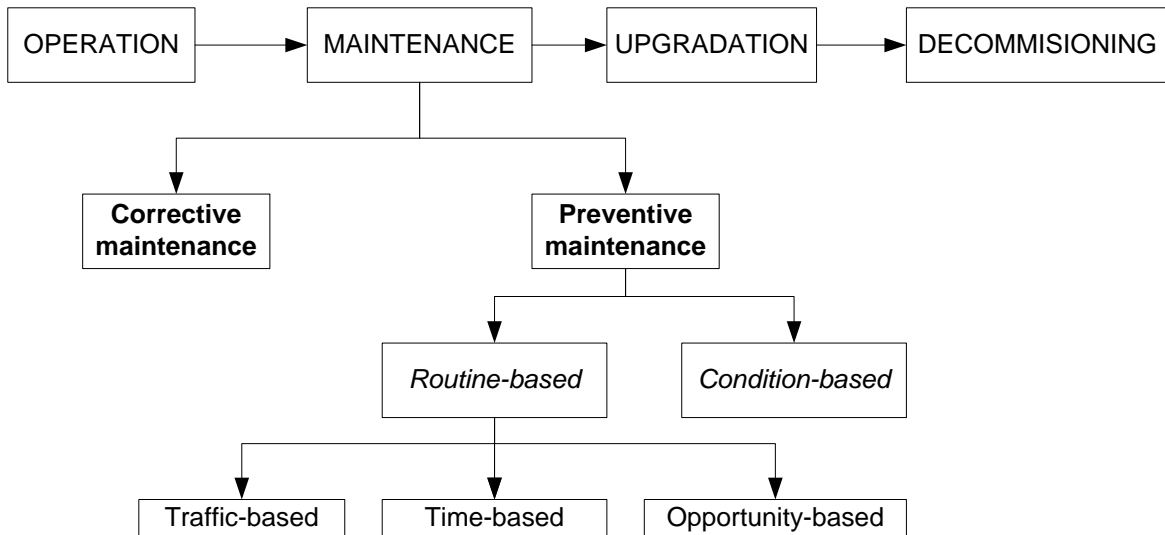 OPERATION
MAINTENANCE
UPGRADATION
DECOMMISIONING
Corrective
maintenance
Preventive
maintenance
Routine-based
Condition-based
Traffic-based
Time-based
Opportunity-based